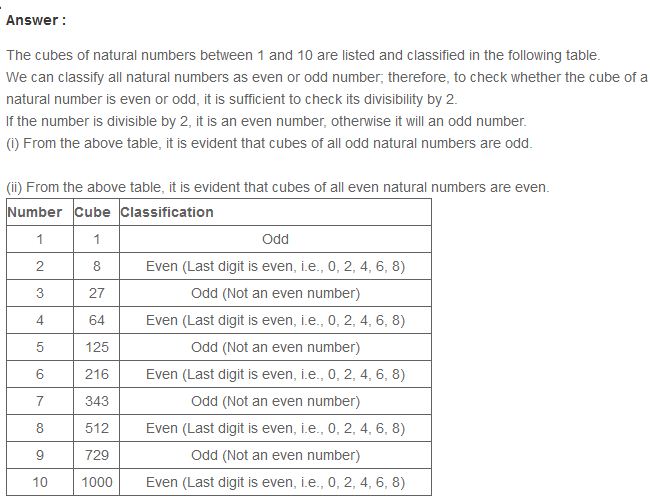 Answer :
The cubes of natural numbers between 1 and 10 are listed and classified in the following table.
We can classify all natural numbers as even or odd number; therefore, to check whether the cube of a
natural number is even or odd, it is sufficient to check its divisibility by 2.
If the number is divisible by 2, it is an even number, otherwise it will an odd number.
(i) From the above table, it is evident that cubes of all odd natural numbers are odd.
(ii) From the above table, it is evident that cubes of all even natural numbers are even.
Number Cube Classification
1 1 Odd
2 8 Even (Last digit is even, i.e., 0, 2, 4, 6, 8)
3 27 Odd (Not an even number)
4 64 Even (Last digit is even, i.e., 0, 2, 4, 6, 8)
5 125 Odd (Not an even number)
6 216 Even (Last digit is even, i.e., 0, 2, 4, 6, 8)
7 343 Odd (Not an even number)
8 512 Even (Last digit is even, i.e., 0, 2, 4, 6, 8)
9 729 Odd (Not an even number)
10 1000 Even (Last digit is even, i.e., 0, 2, 4, 6, 8)